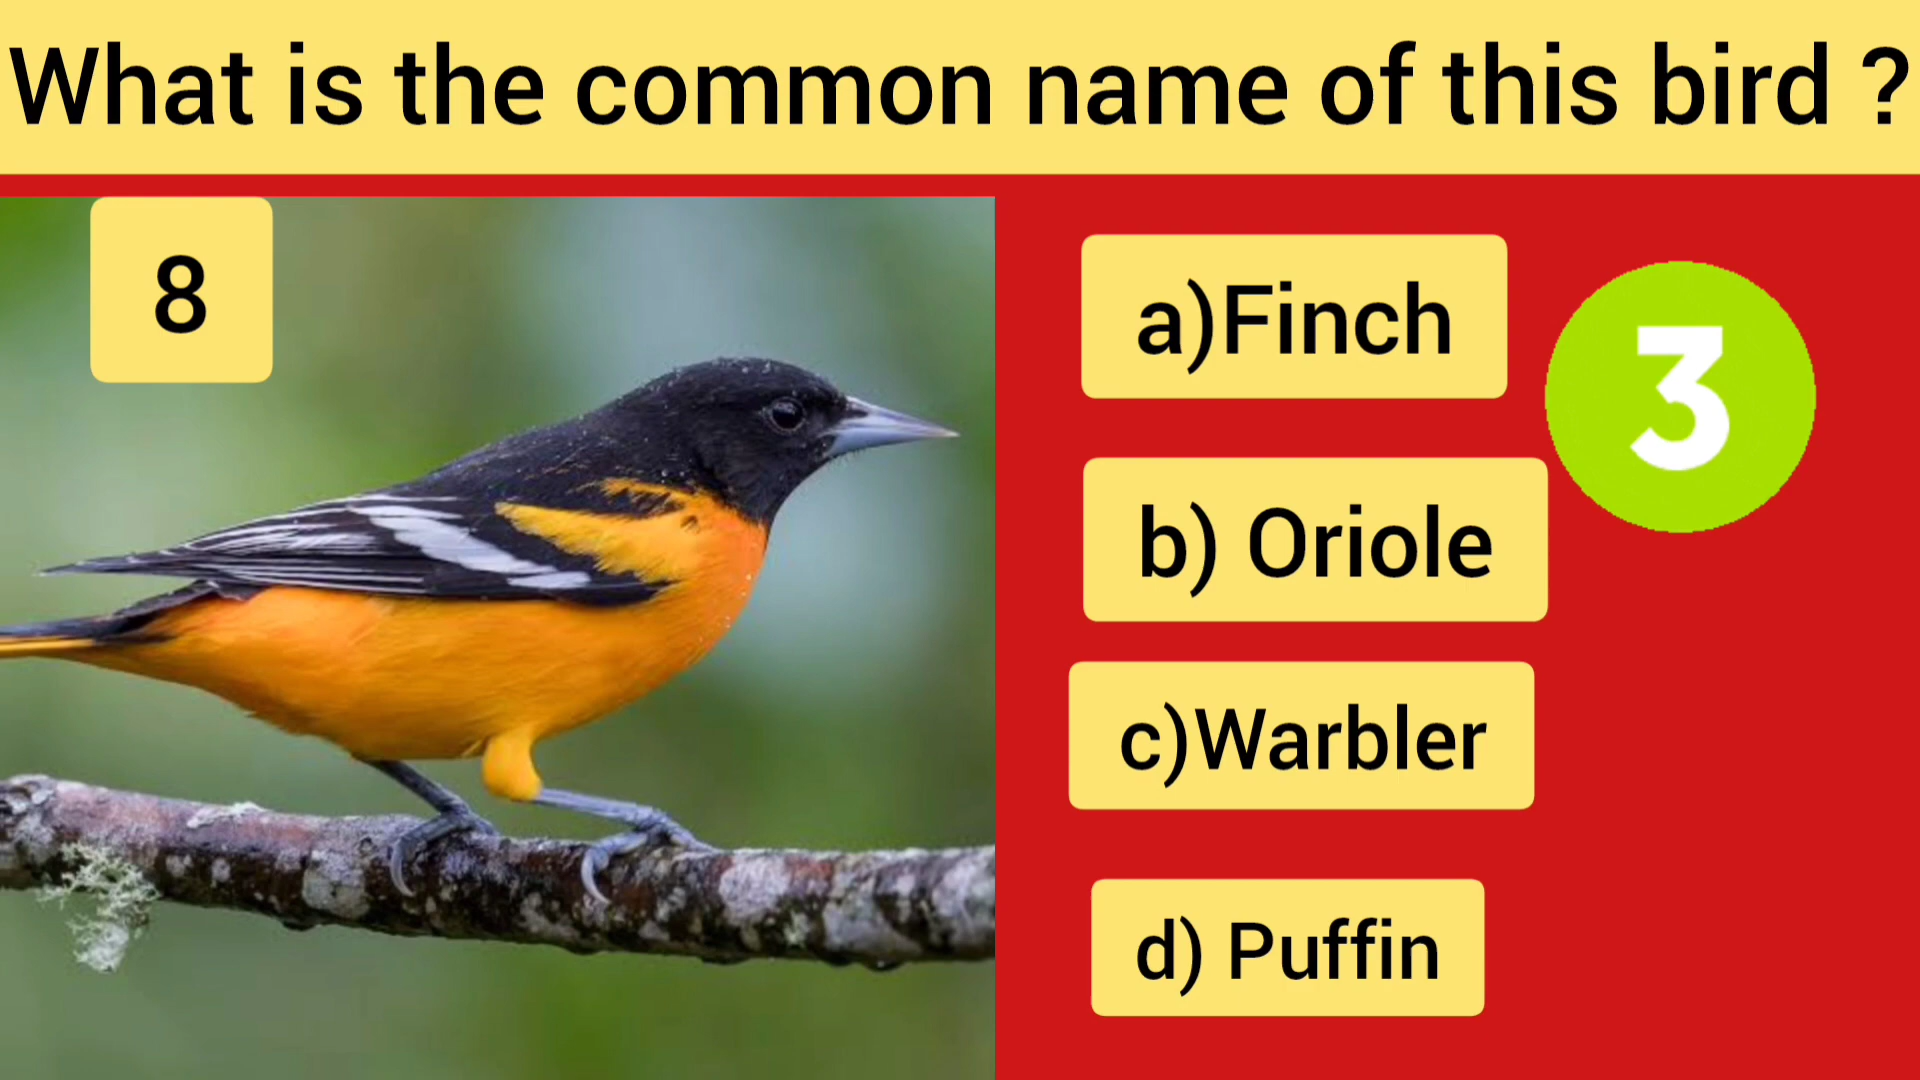 What is the common name of this bird ?
8
a)Finch
3
b) Oriole
c)Warbler
d) Puffin